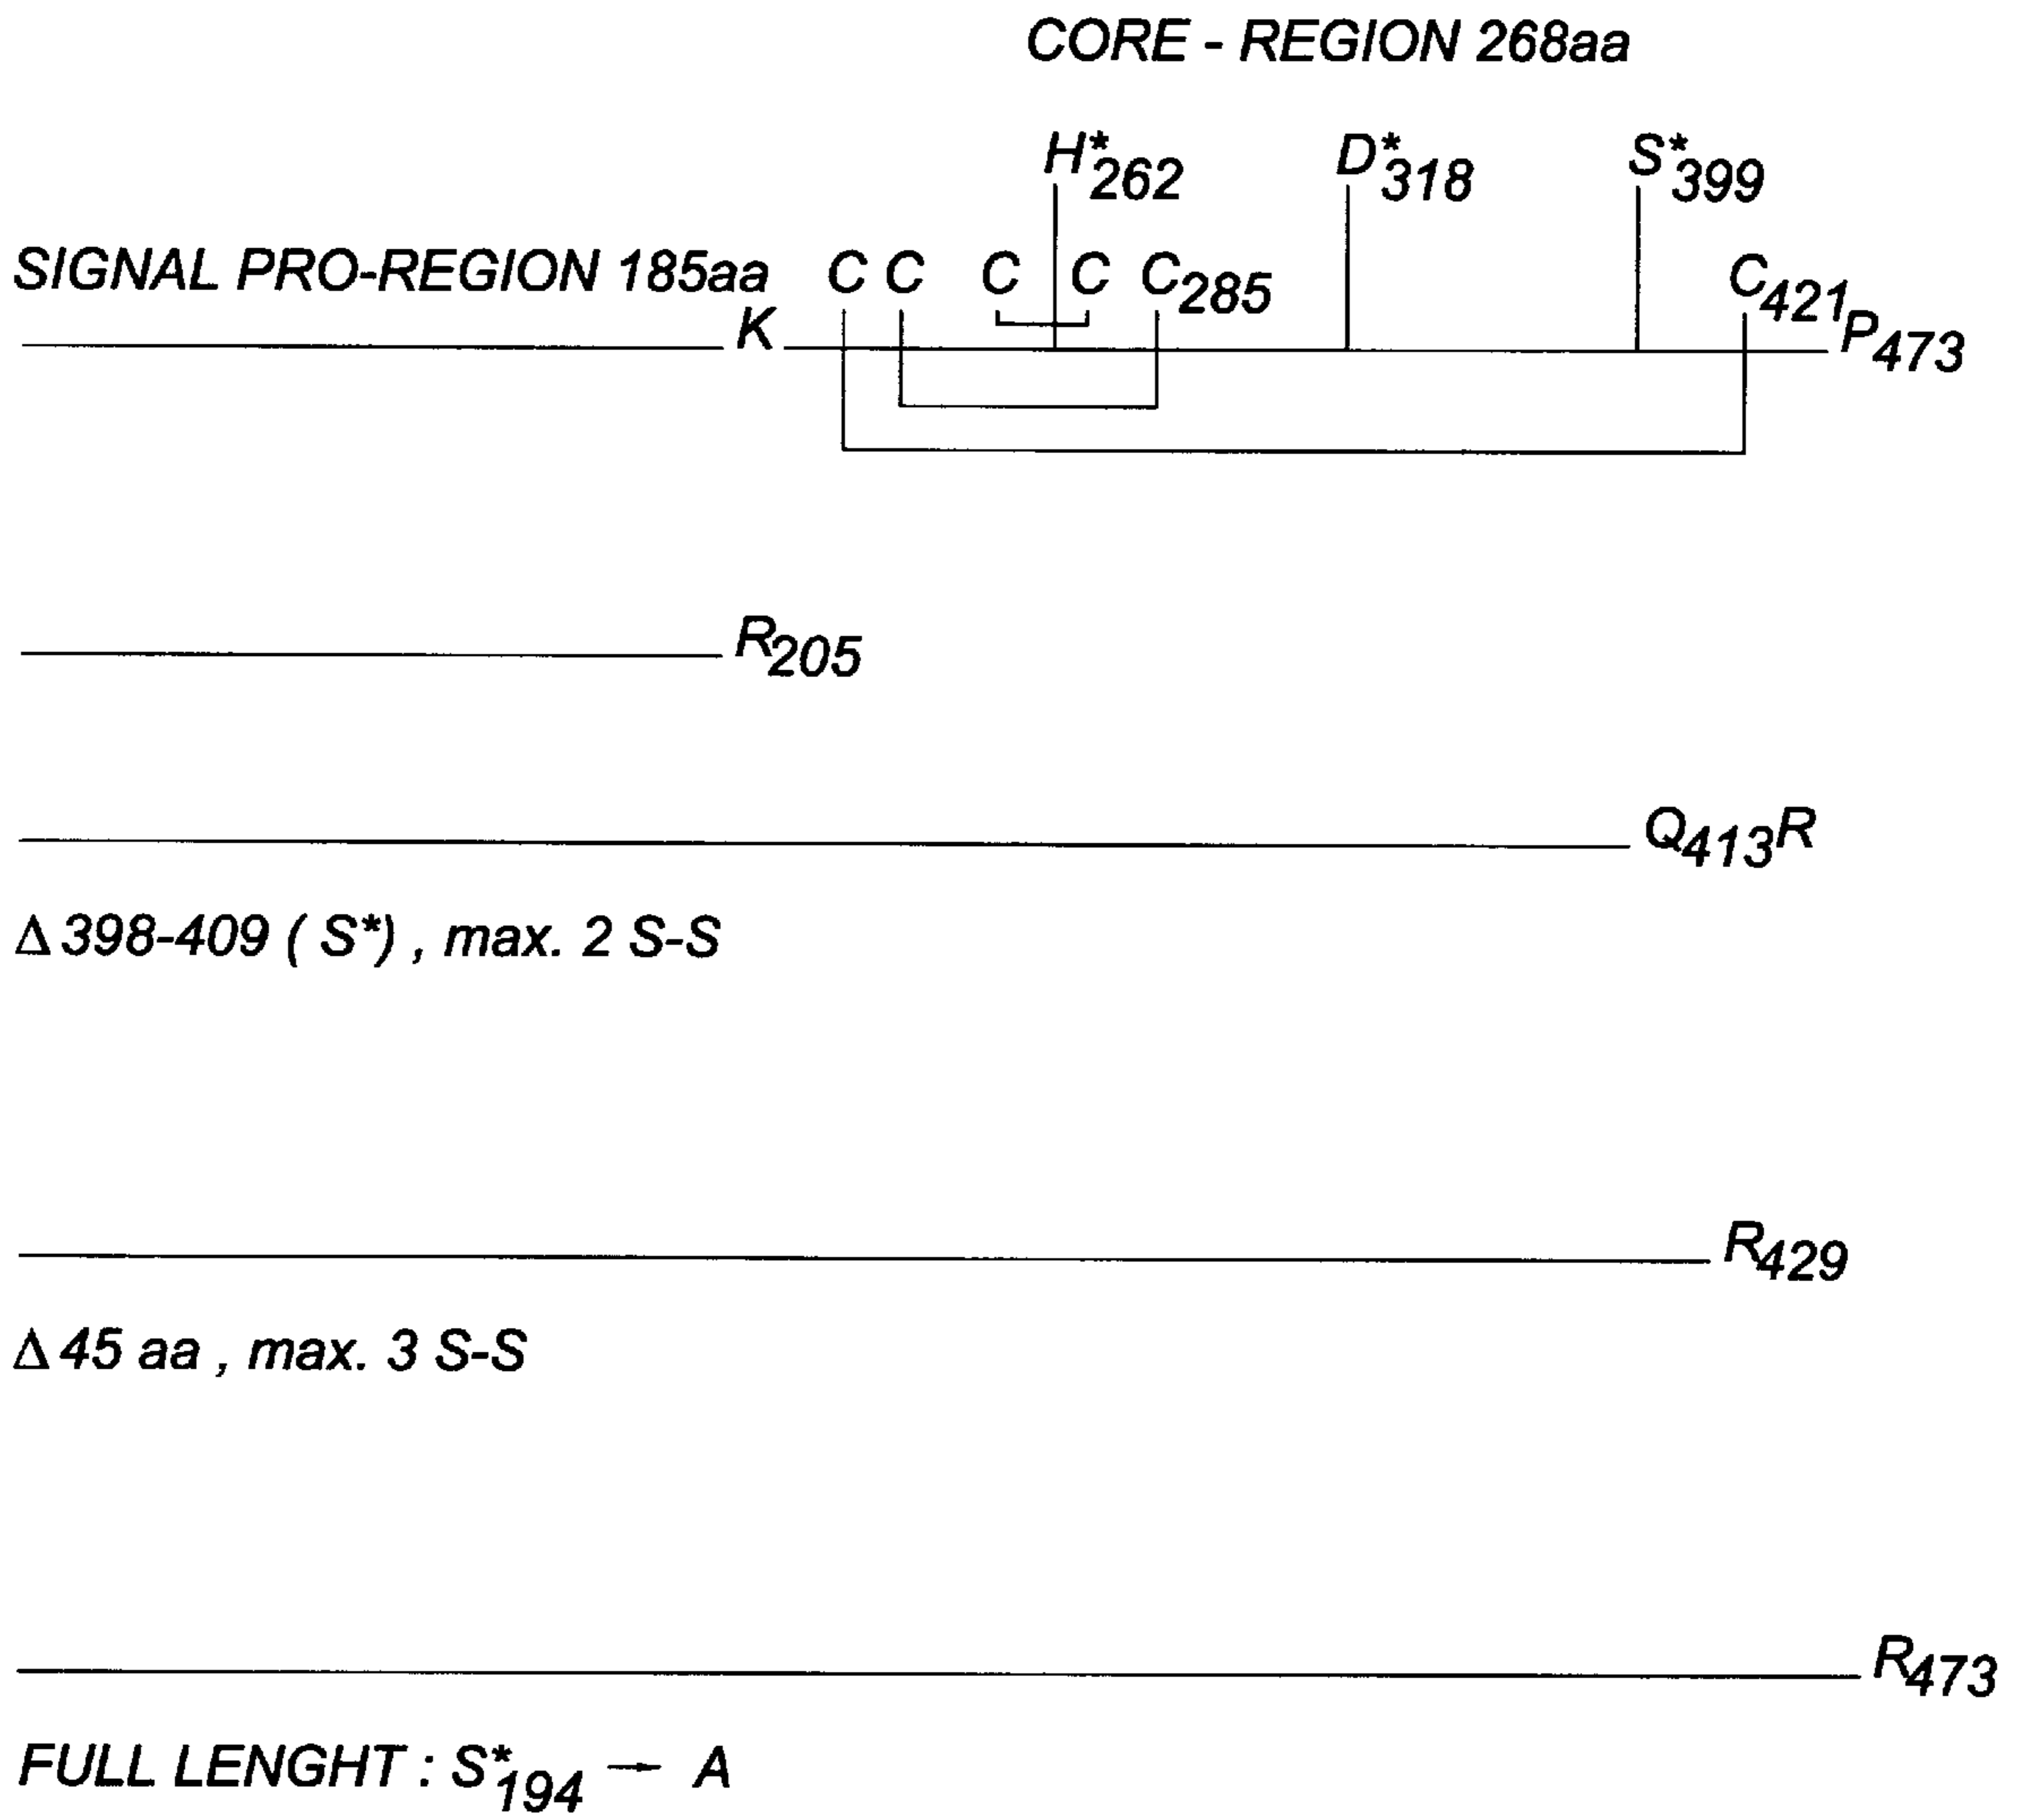 CORE - REGION 268aa
H*262 D*318 S*399
SIGNAL PRO-REGION 185aa C C C C C285 C421
K P473
R205
Q413R
Δ 398-409 ( S*) , max. 2 S-S
R429
Δ 45 aa , max. 3 S-S
R473
FULL LENGHT : S*194 — A